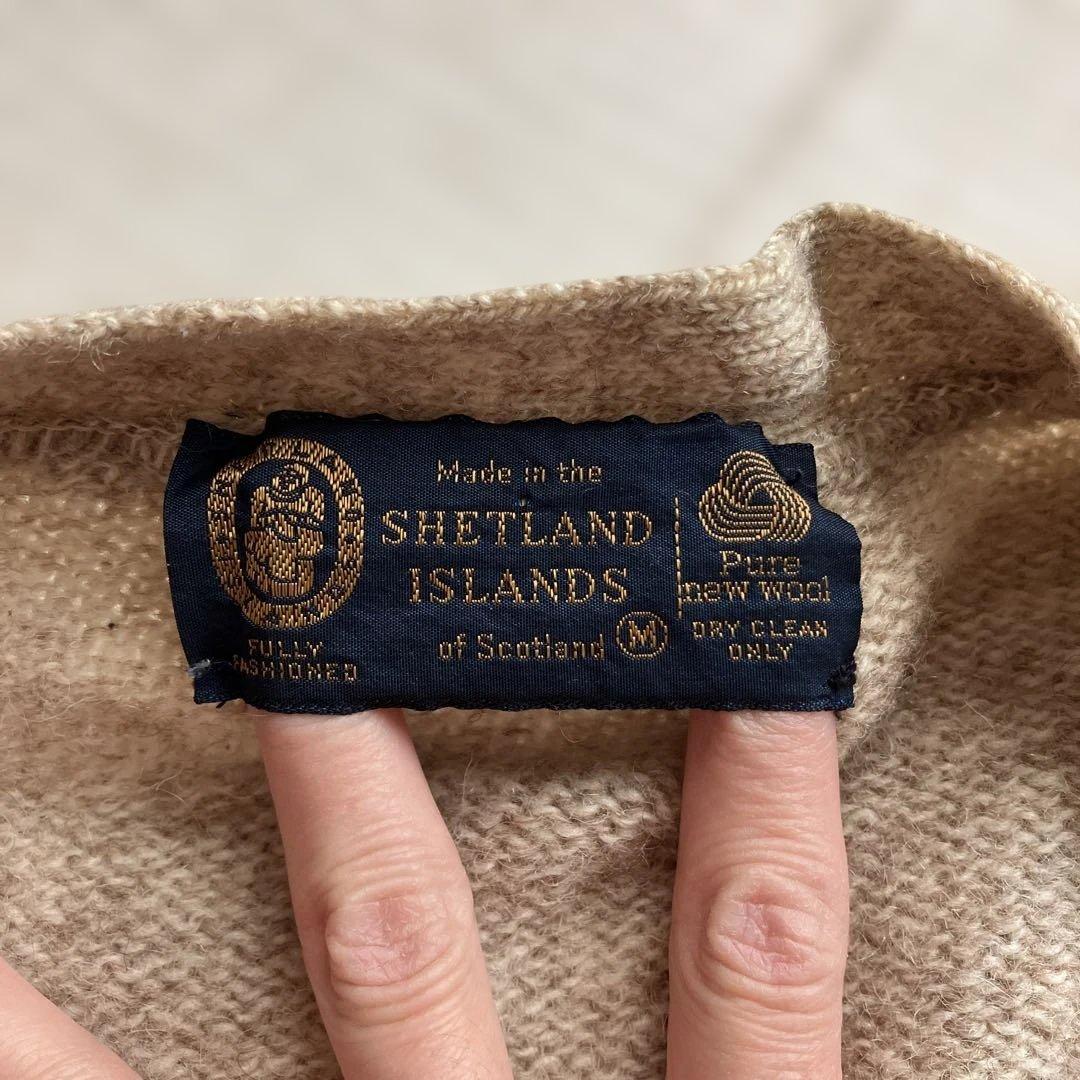 FULLY
FASHIONED
Made in the
SHETLAND
ISLANDS
of Scotland M
Pure
new wool
DRY CLEAN
ONLY